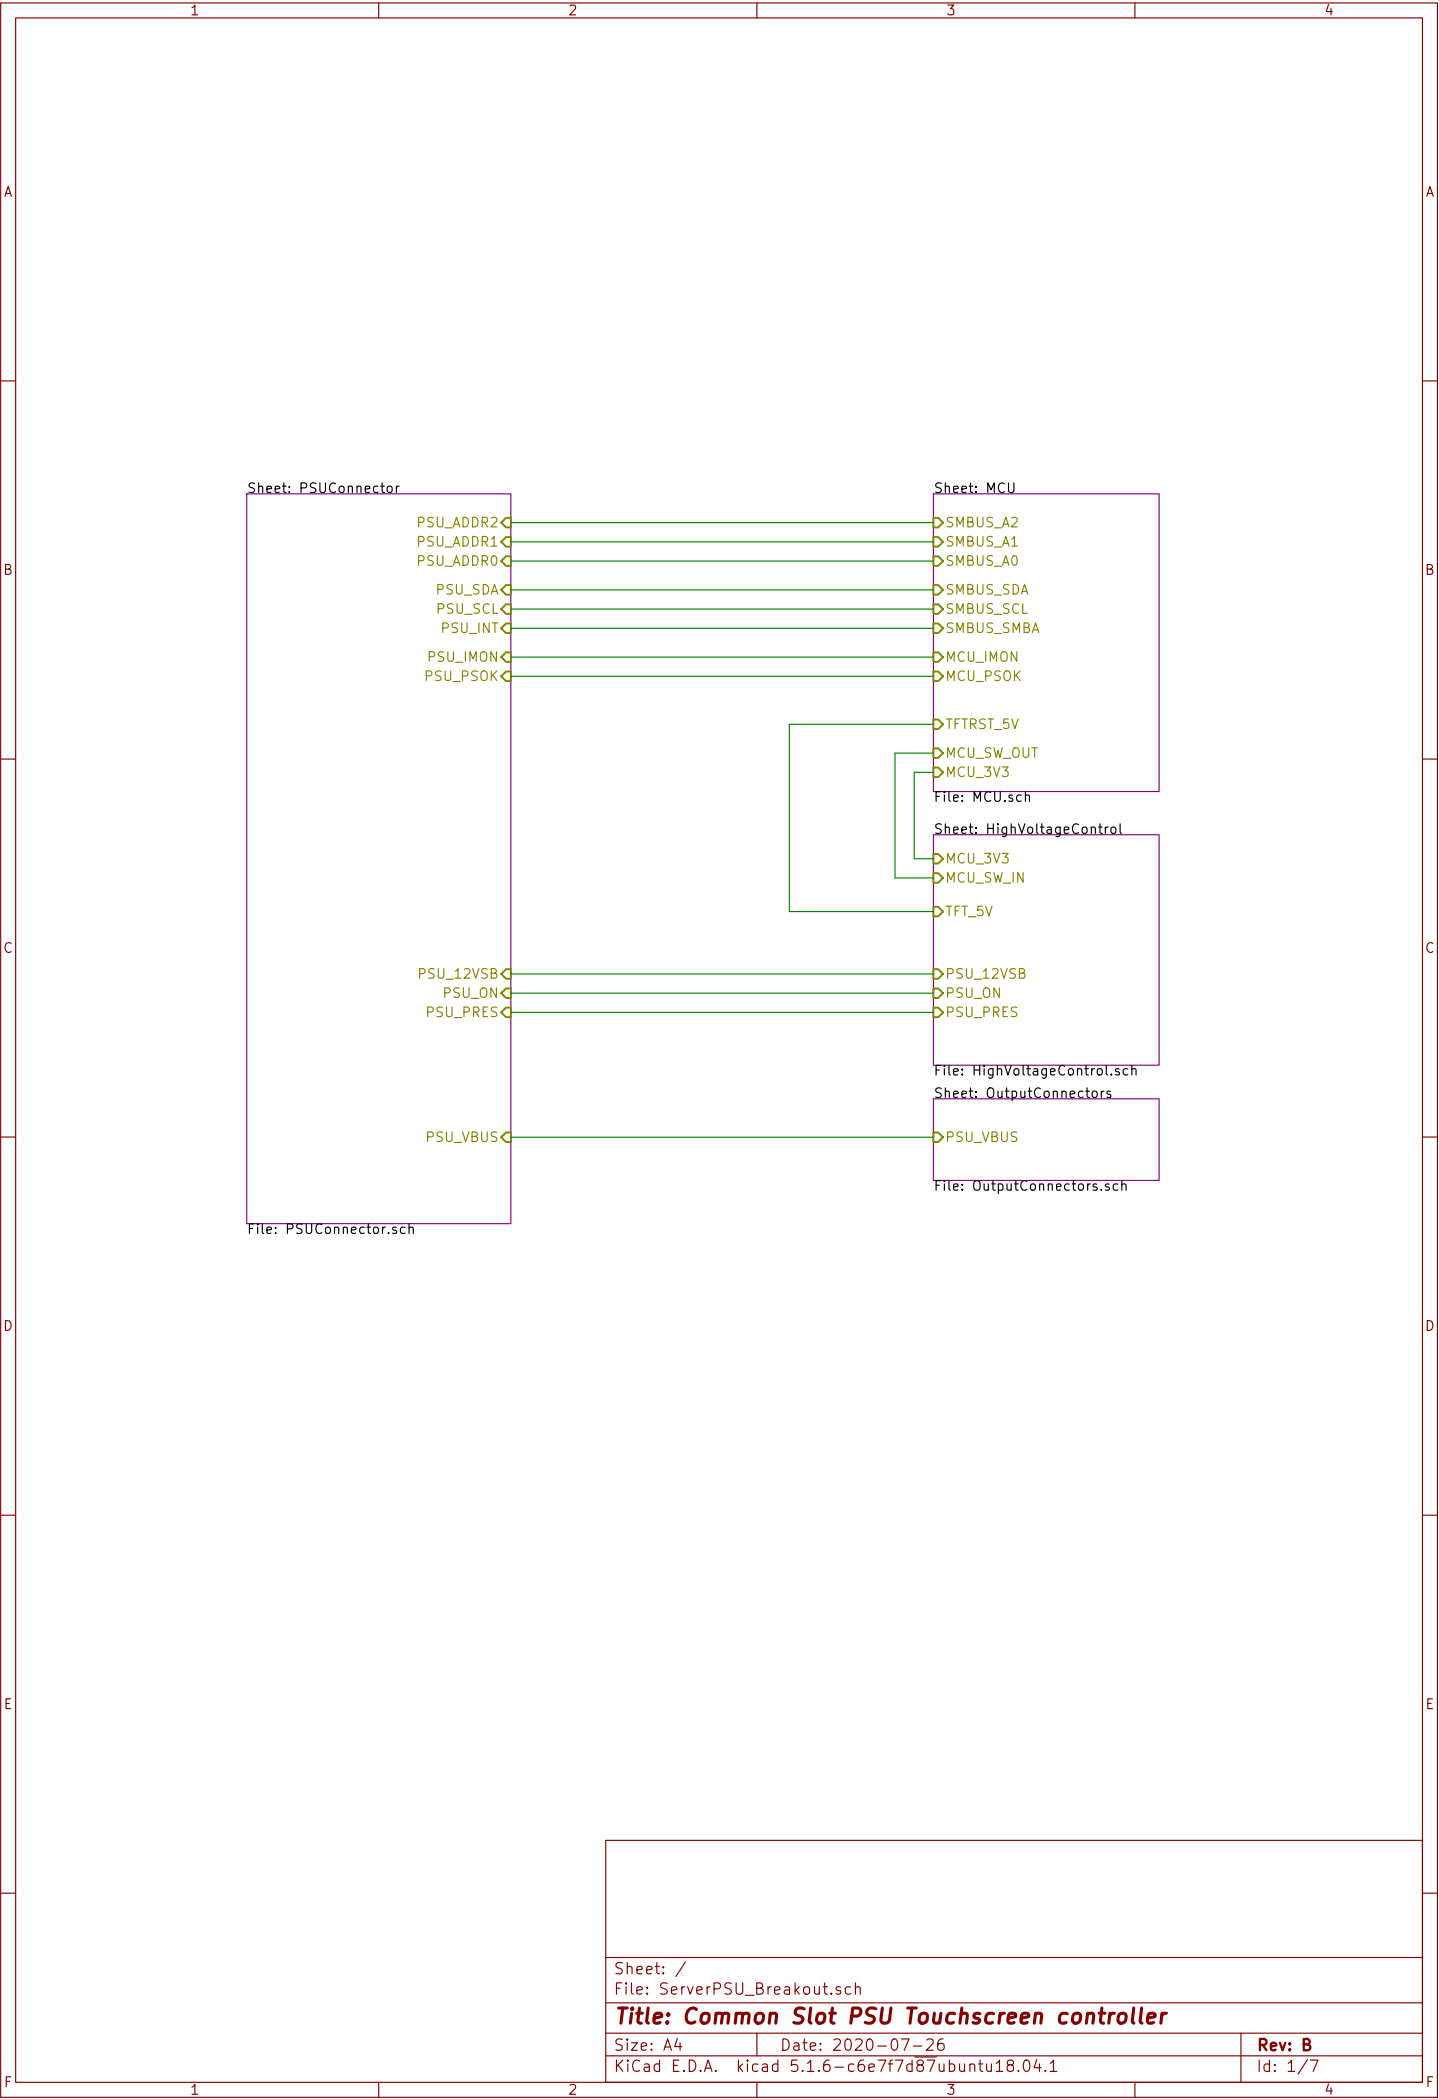 1 2 3 4
A A
B B
C C
D D
E E
F F
1 2 3 4
Sheet: PSUConnector
PSU_ADDR2
PSU_ADDR1
PSU_ADDR0
PSU_SDA
PSU_SCL
PSU_INT
PSU_IMON
PSU_PSOK
PSU_12VSB
PSU_ON
PSU_PRES
PSU_VBUS
File: PSUConnector.sch
Sheet: MCU
SMBUS_A2
SMBUS_A1
SMBUS_A0
SMBUS_SDA
SMBUS_SCL
SMBUS_SMBA
MCU_IMON
MCU_PSOK
TFTRST_5V
MCU_SW_OUT
MCU_3V3
File: MCU.sch
Sheet: HighVoltageControl
MCU_3V3
MCU_SW_IN
TFT_5V
PSU_12VSB
PSU_ON
PSU_PRES
File: HighVoltageControl.sch
Sheet: OutputConnectors
PSU_VBUS
File: OutputConnectors.sch
Sheet: /
File: ServerPSU_Breakout.sch
Title: Common Slot PSU Touchscreen controller
Size: A4 Date: 2020-07-26 Rev: B
KiCad E.D.A. kicad 5.1.6-c6e7f7d87ubuntu18.04.1 Id: 1/7